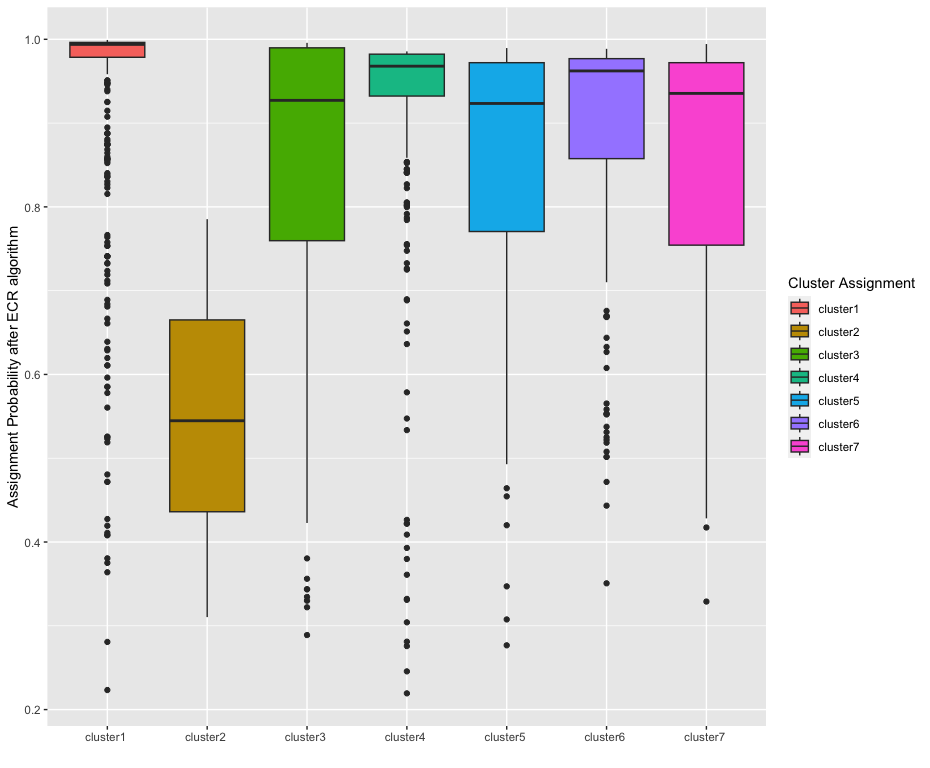 Assignment Probability after ECR algorithm
1.0
0.8
0.6
0.4
0.2
cluster1
cluster2
cluster3
cluster4
cluster5
cluster6
cluster7
Cluster Assignment
cluster1
cluster2
cluster3
cluster4
cluster5
cluster6
cluster7